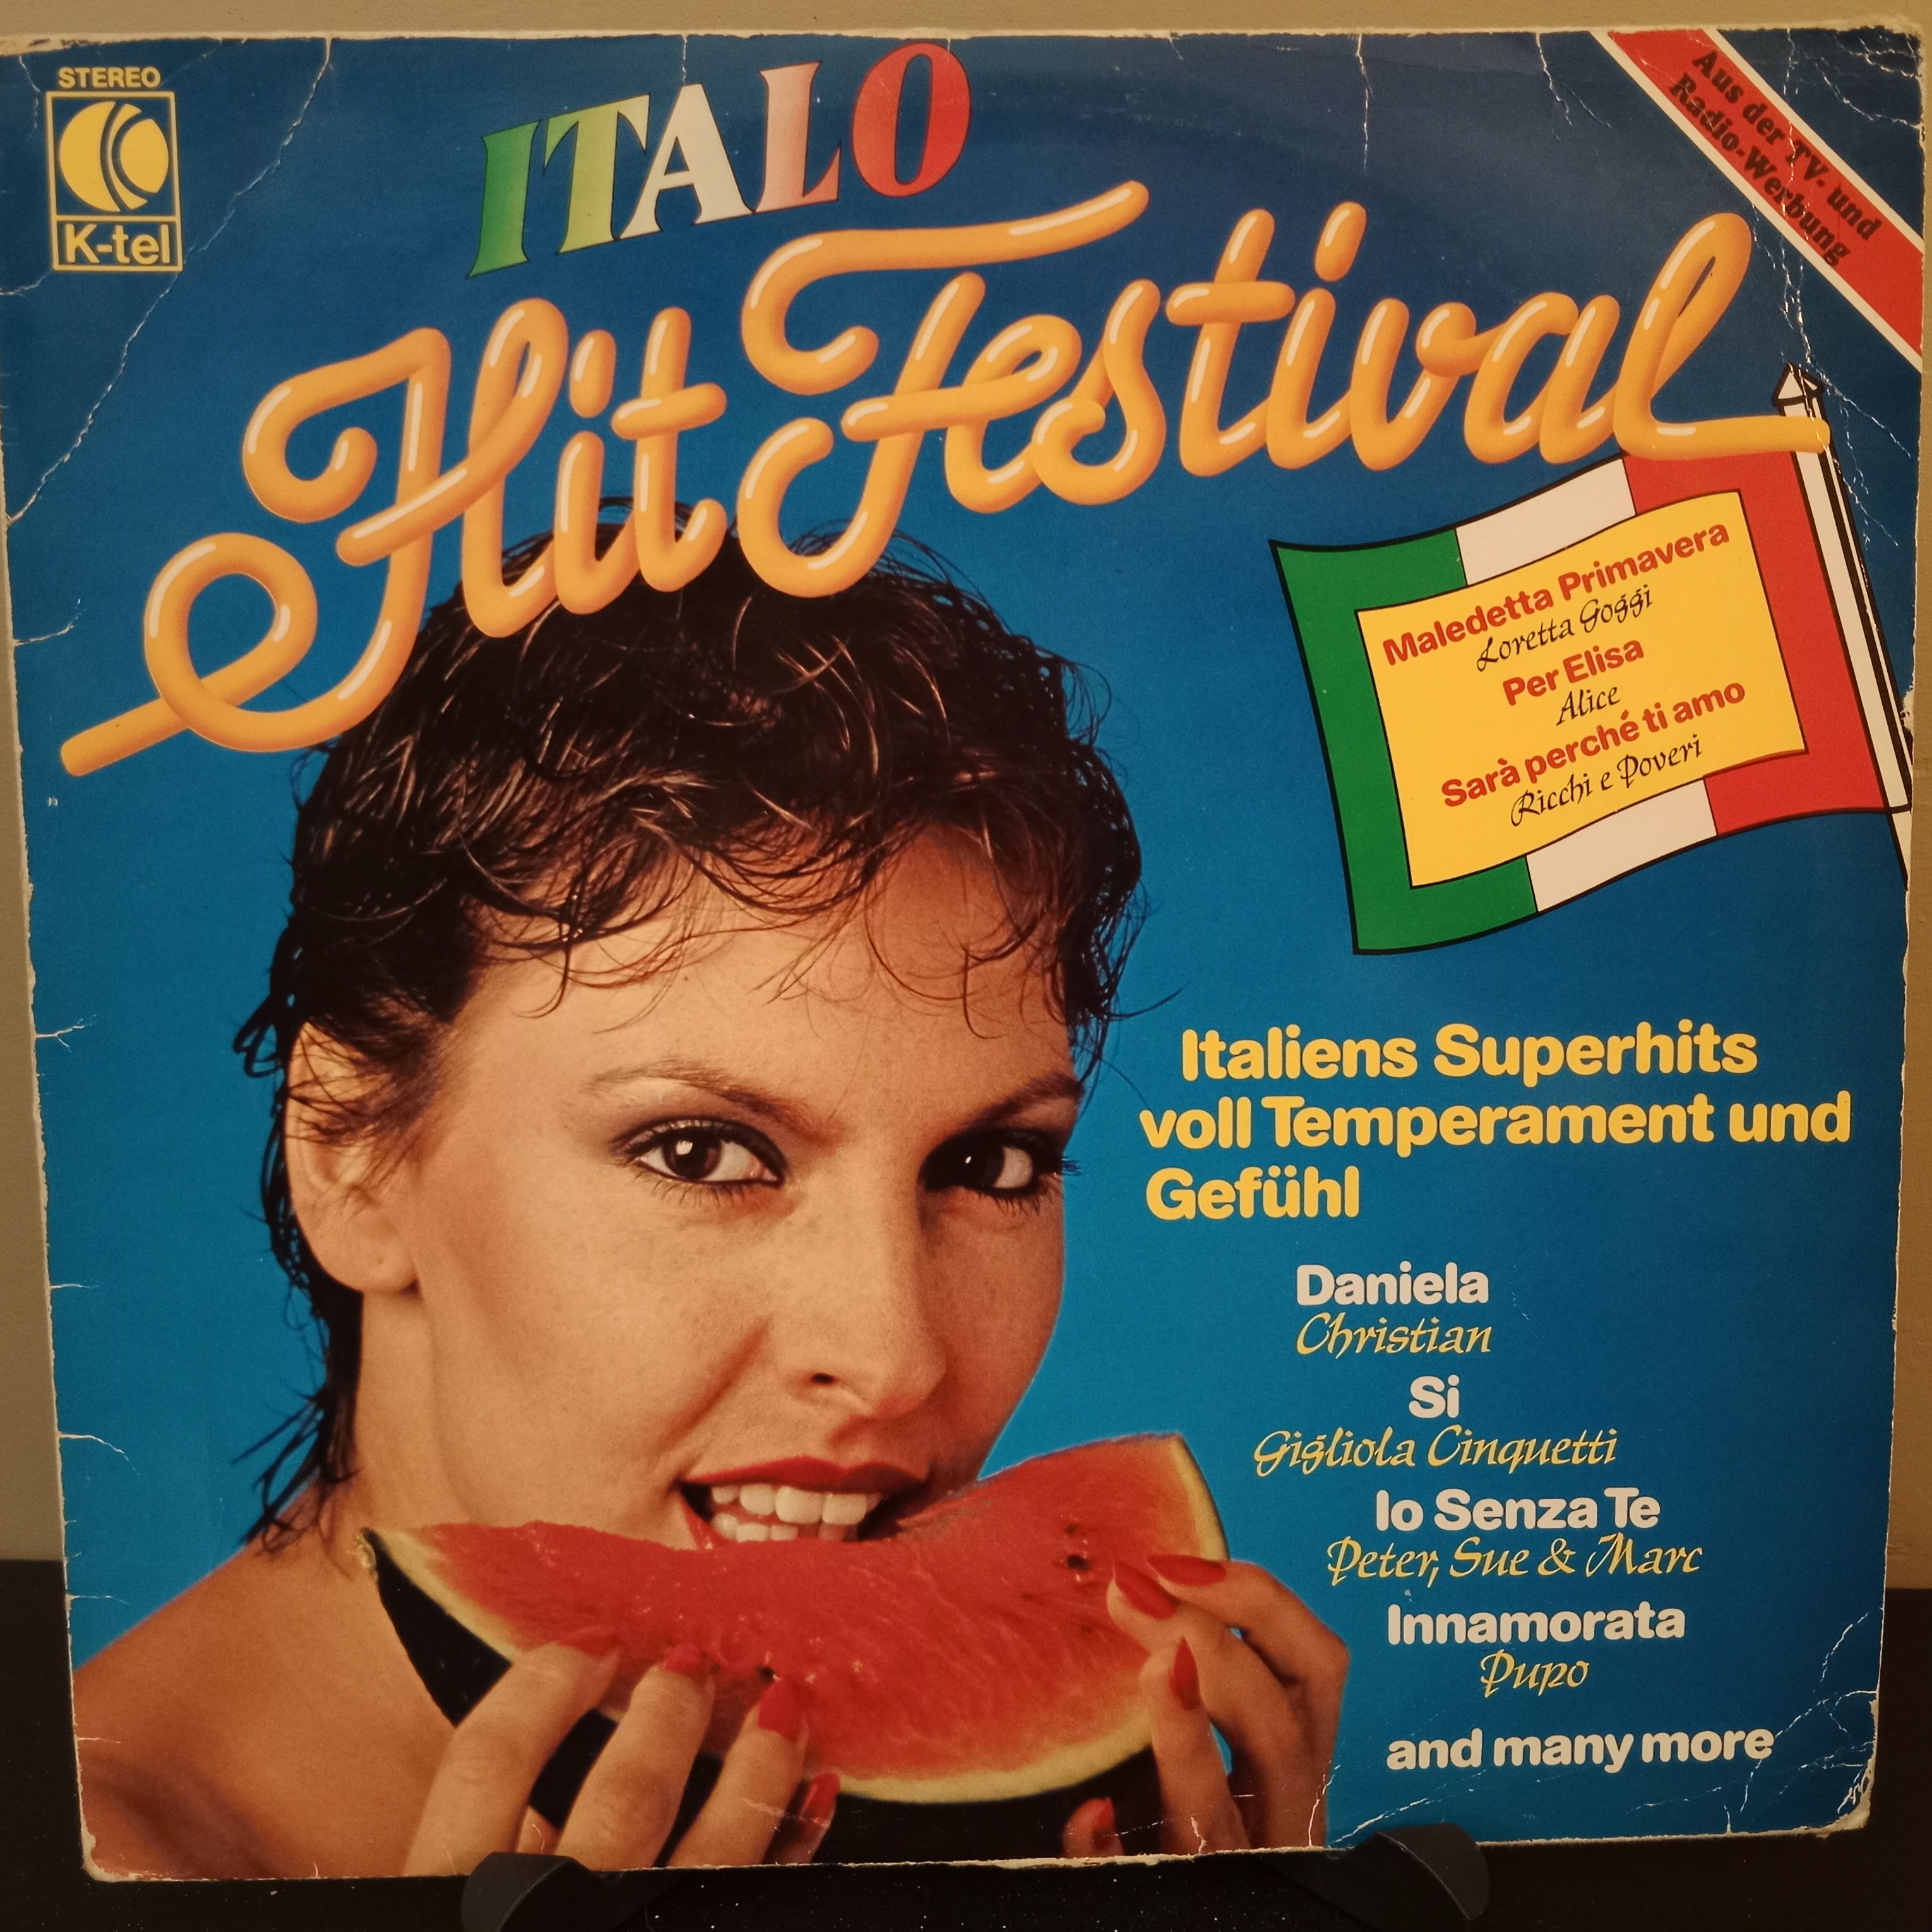 STEREO
K-tel
ITALO
Hit Festival
Aus der TV- und
Radio-Werbung
Maledetta Primavera
Loretta Goggi
Per Elisa
Alice
Sarà perché ti amo
Ricchi e Poveri
Italiens Superhits
voll Temperament und
Gefühl
Daniela
Christian
Si
Gigliola Cinquetti
Io Senza Te
Peter, Sue & Marc
Innamorata
Pupo
and many more